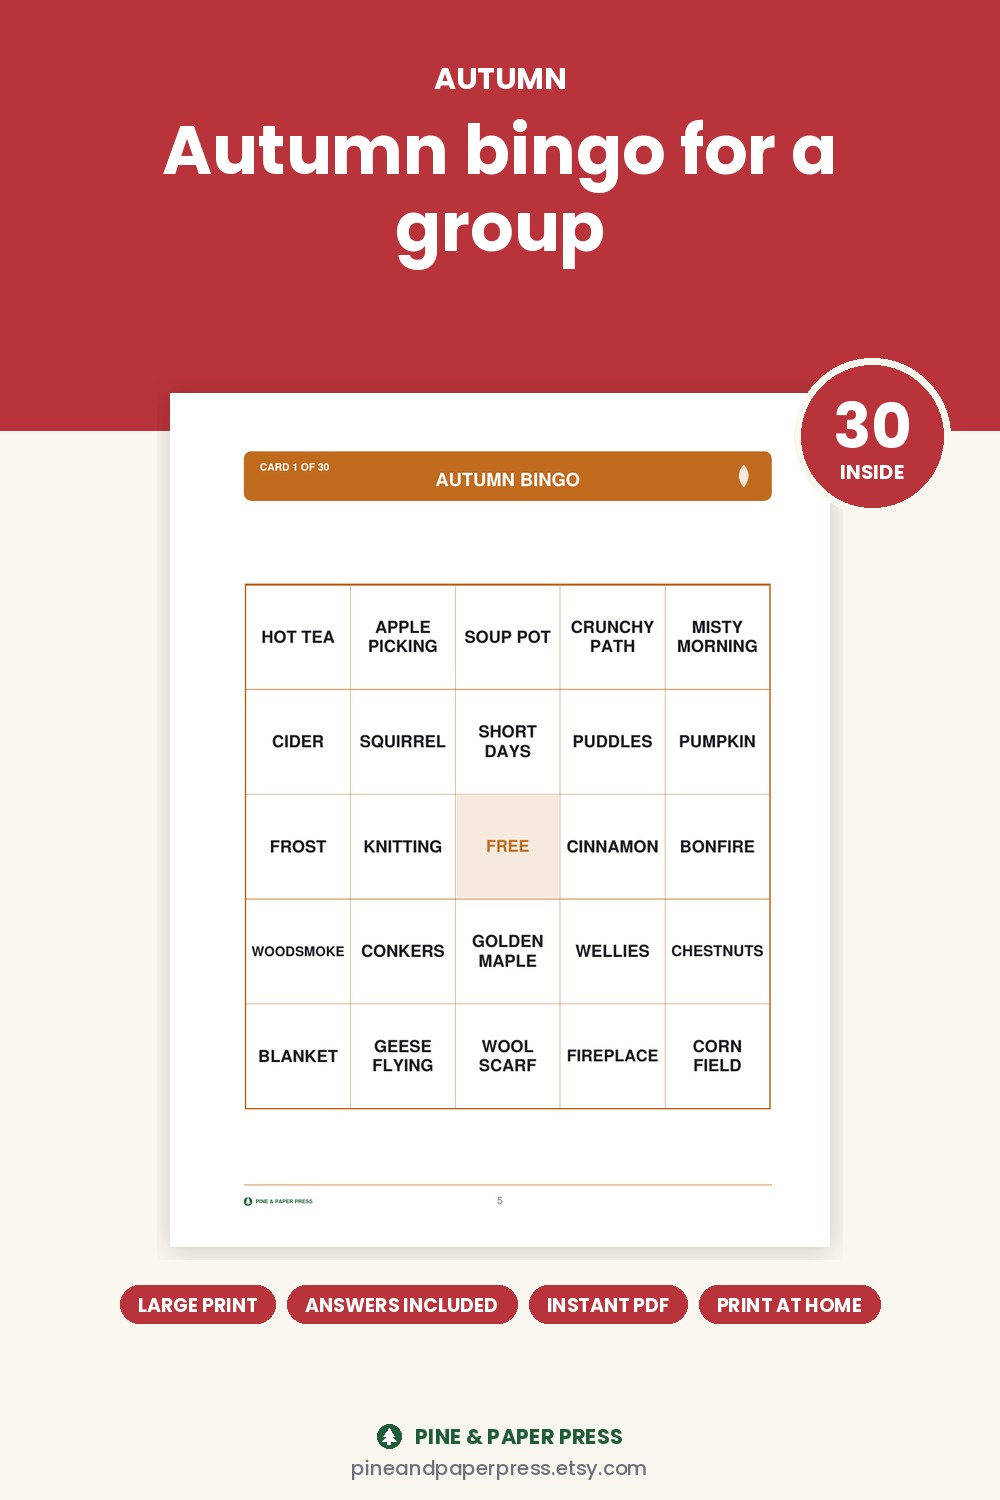 AUTUMN
Autumn bingo for a
group
30
INSIDE
CARD 1 OF 30
AUTUMN BINGO
HOT TEA
APPLE
PICKING
SOUP POT
CRUNCHY
PATH
MISTY
MORNING
CIDER
SQUIRREL
SHORT
DAYS
PUDDLES
PUMPKIN
FROST
KNITTING
FREE
CINNAMON
BONFIRE
WOODSMOKE
CONKERS
GOLDEN
MAPLE
WELLIES
CHESTNUTS
BLANKET
GEESE
FLYING
WOOL
SCARF
FIREPLACE
CORN
FIELD
PINE & PAPER PRESS
5
LARGE PRINT
ANSWERS INCLUDED
INSTANT PDF
PRINT AT HOME
PINE & PAPER PRESS
pineandpaperpress.etsy.com